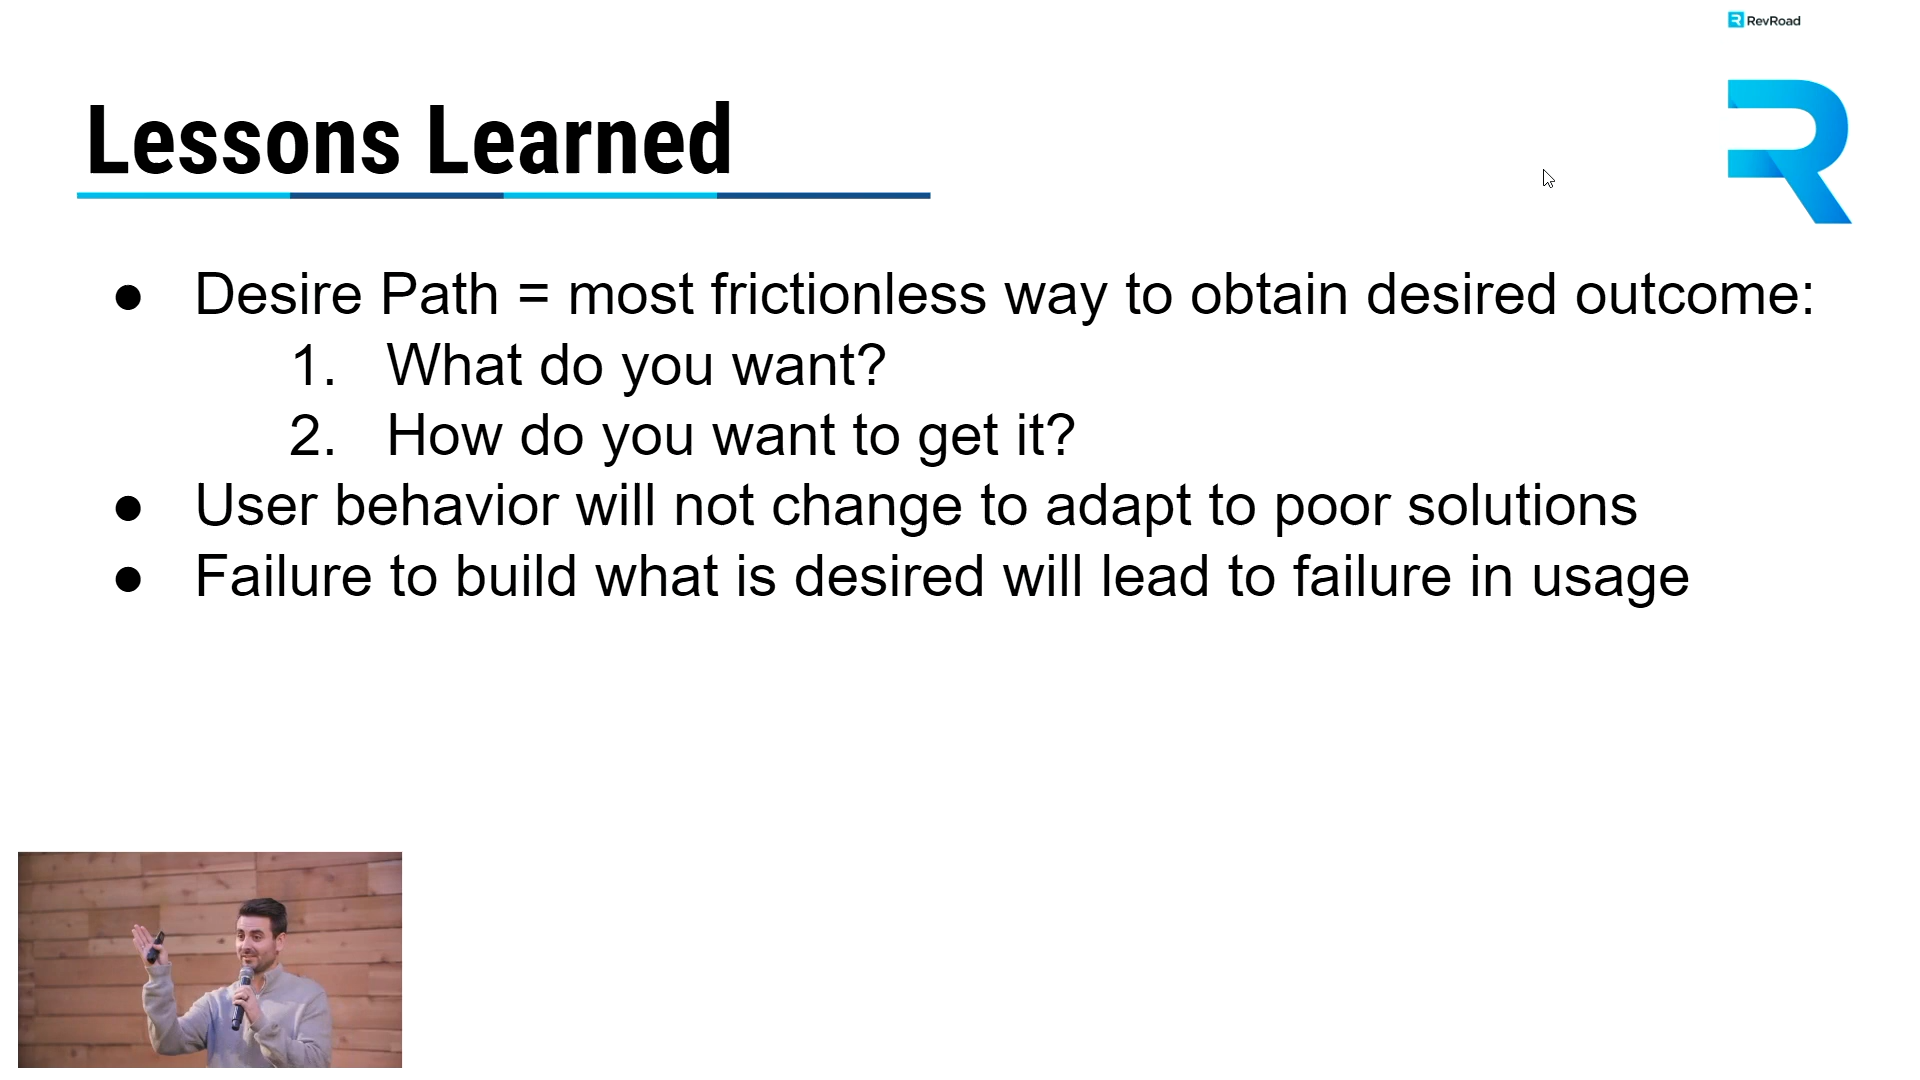 RevRoad
Lessons Learned
● Desire Path = most frictionless way to obtain desired outcome:
1. What do you want?
2. How do you want to get it?
● User behavior will not change to adapt to poor solutions
● Failure to build what is desired will lead to failure in usage